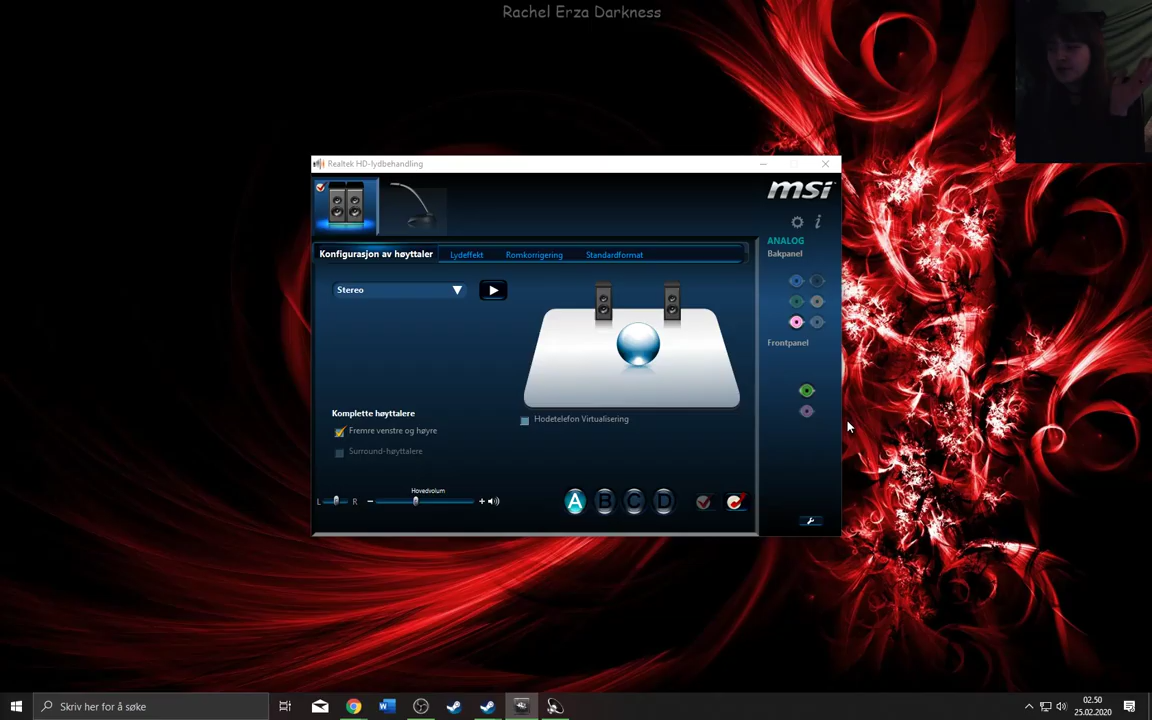 Rachel Erza Darkness
Realtek HD-lydbehandling
msi
i
ANALOG
Bakpanel
Konfigurasjon av høyttaler
Lydeffekt
Romkorrigering
Standardformat
Stereo
Frontpanel
Komplette høyttalere
Fremre venstre og høyre
Hodetelefon Virtualisering
Surround-høyttalere
Hovedvolum
L R - +
A B C D
Skriv her for å søke
02.50
25.02.2020